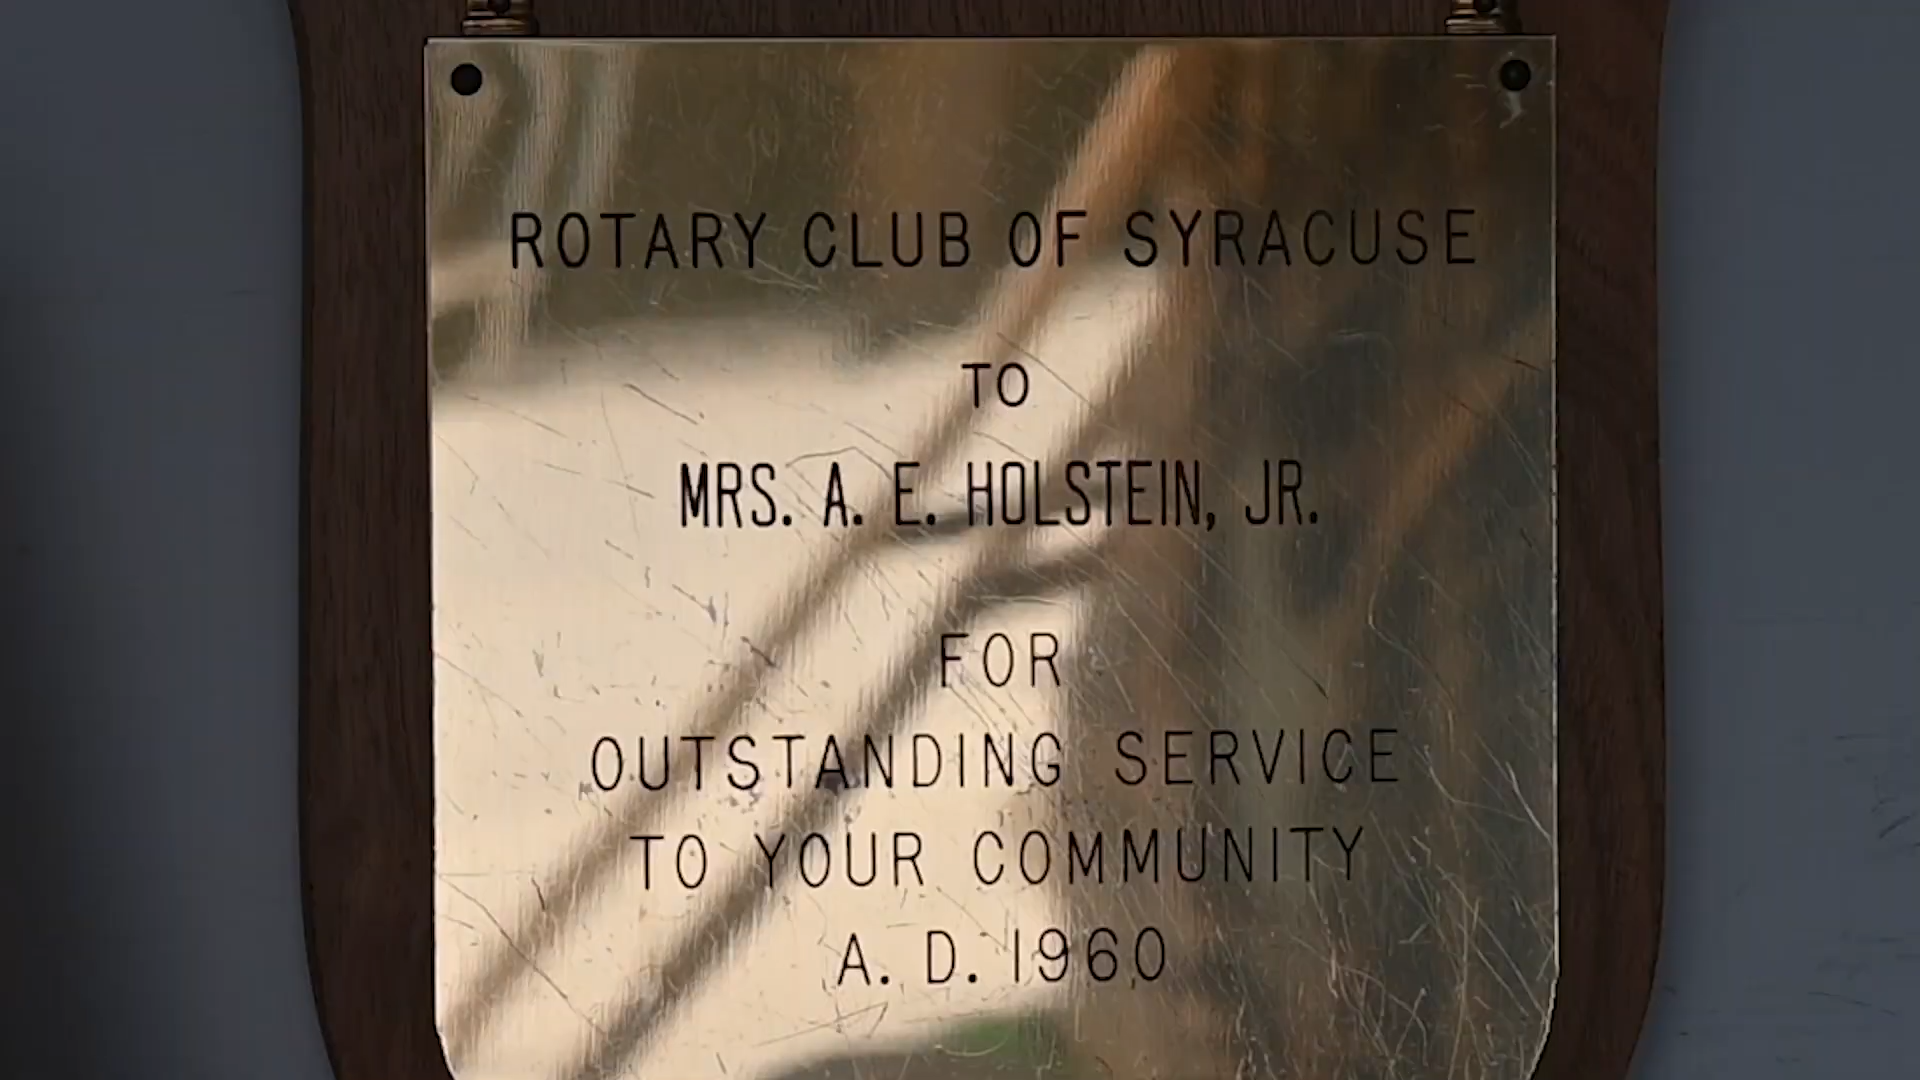 ROTARY CLUB OF SYRACUSE
TO
MRS. A. E. HOLSTEIN, JR.
FOR
OUTSTANDING SERVICE
TO YOUR COMMUNITY
A. D. 1960